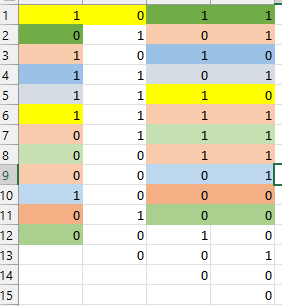 1 1 0 1 1
2 0 1 0 1
3 1 0 1 0
4 1 1 0 1
5 1 1 1 0
6 1 1 1 1
7 0 1 1 1
8 0 0 1 1
9 0 0 0 1
10 1 0 0 0
11 0 1 0 0
12 0 0 1 0
13 0 0 1
14 0 0
15 0